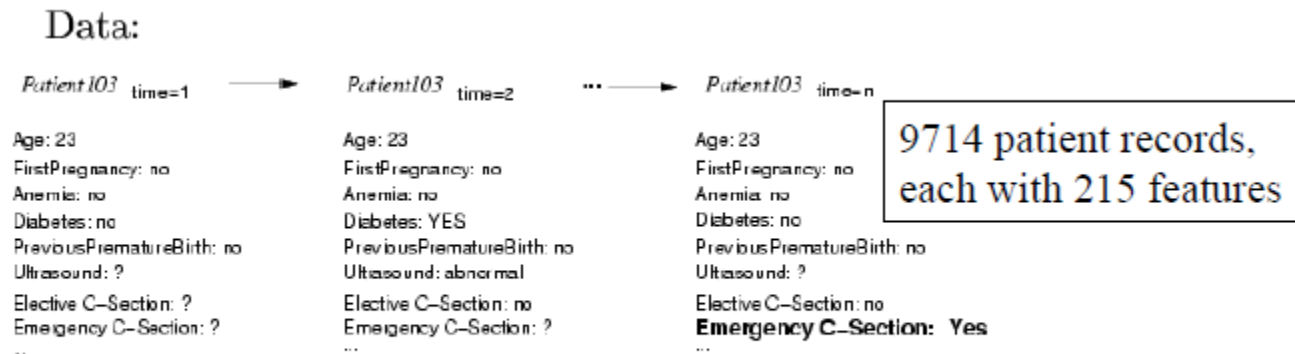 Data:
Patient103 time=1
Patient103 time=2 ...
Patient103 time=n
Age: 23
FirstPregnancy: no
Anemia: no
Diabetes: no
PreviousPrematureBirth: no
Ultrasound: ?
Elective C–Section: ?
Emergency C–Section: ?
...
Age: 23
FirstPregnancy: no
Anemia: no
Diabetes: YES
PreviousPrematureBirth: no
Ultrasound: abnormal
Elective C–Section: no
Emergency C–Section: ?
...
Age: 23
FirstPregnancy: no
Anemia: no
Diabetes: no
PreviousPrematureBirth: no
Ultrasound: ?
Elective C–Section: no
Emergency C–Section: Yes
...
9714 patient records,
each with 215 features